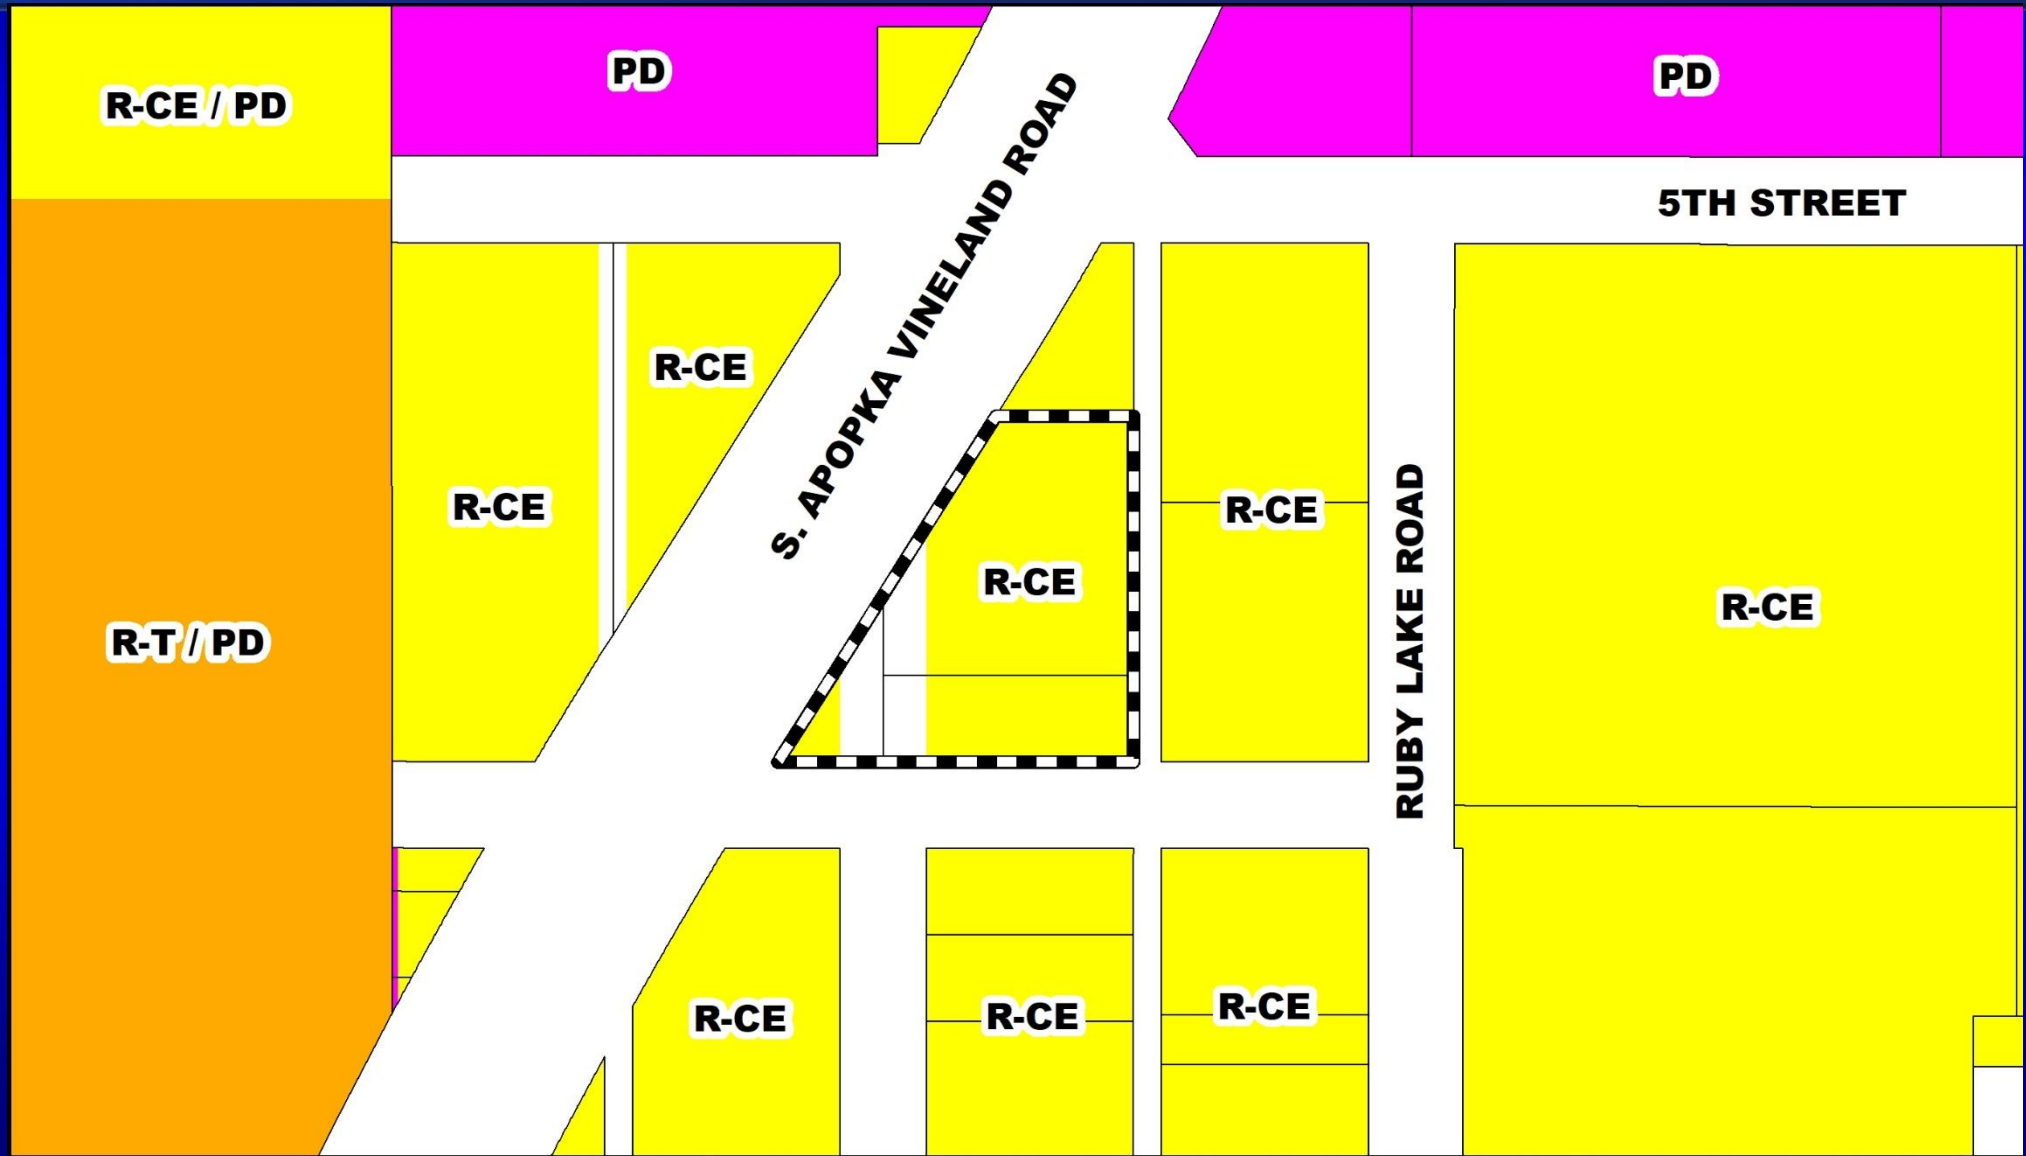 PD
PD
R-CE / PD
5TH STREET
S. APOPKA VINELAND ROAD
R-CE
R-CE
R-CE
R-CE
R-CE
R-T / PD
RUBY LAKE ROAD
R-CE
R-CE
R-CE